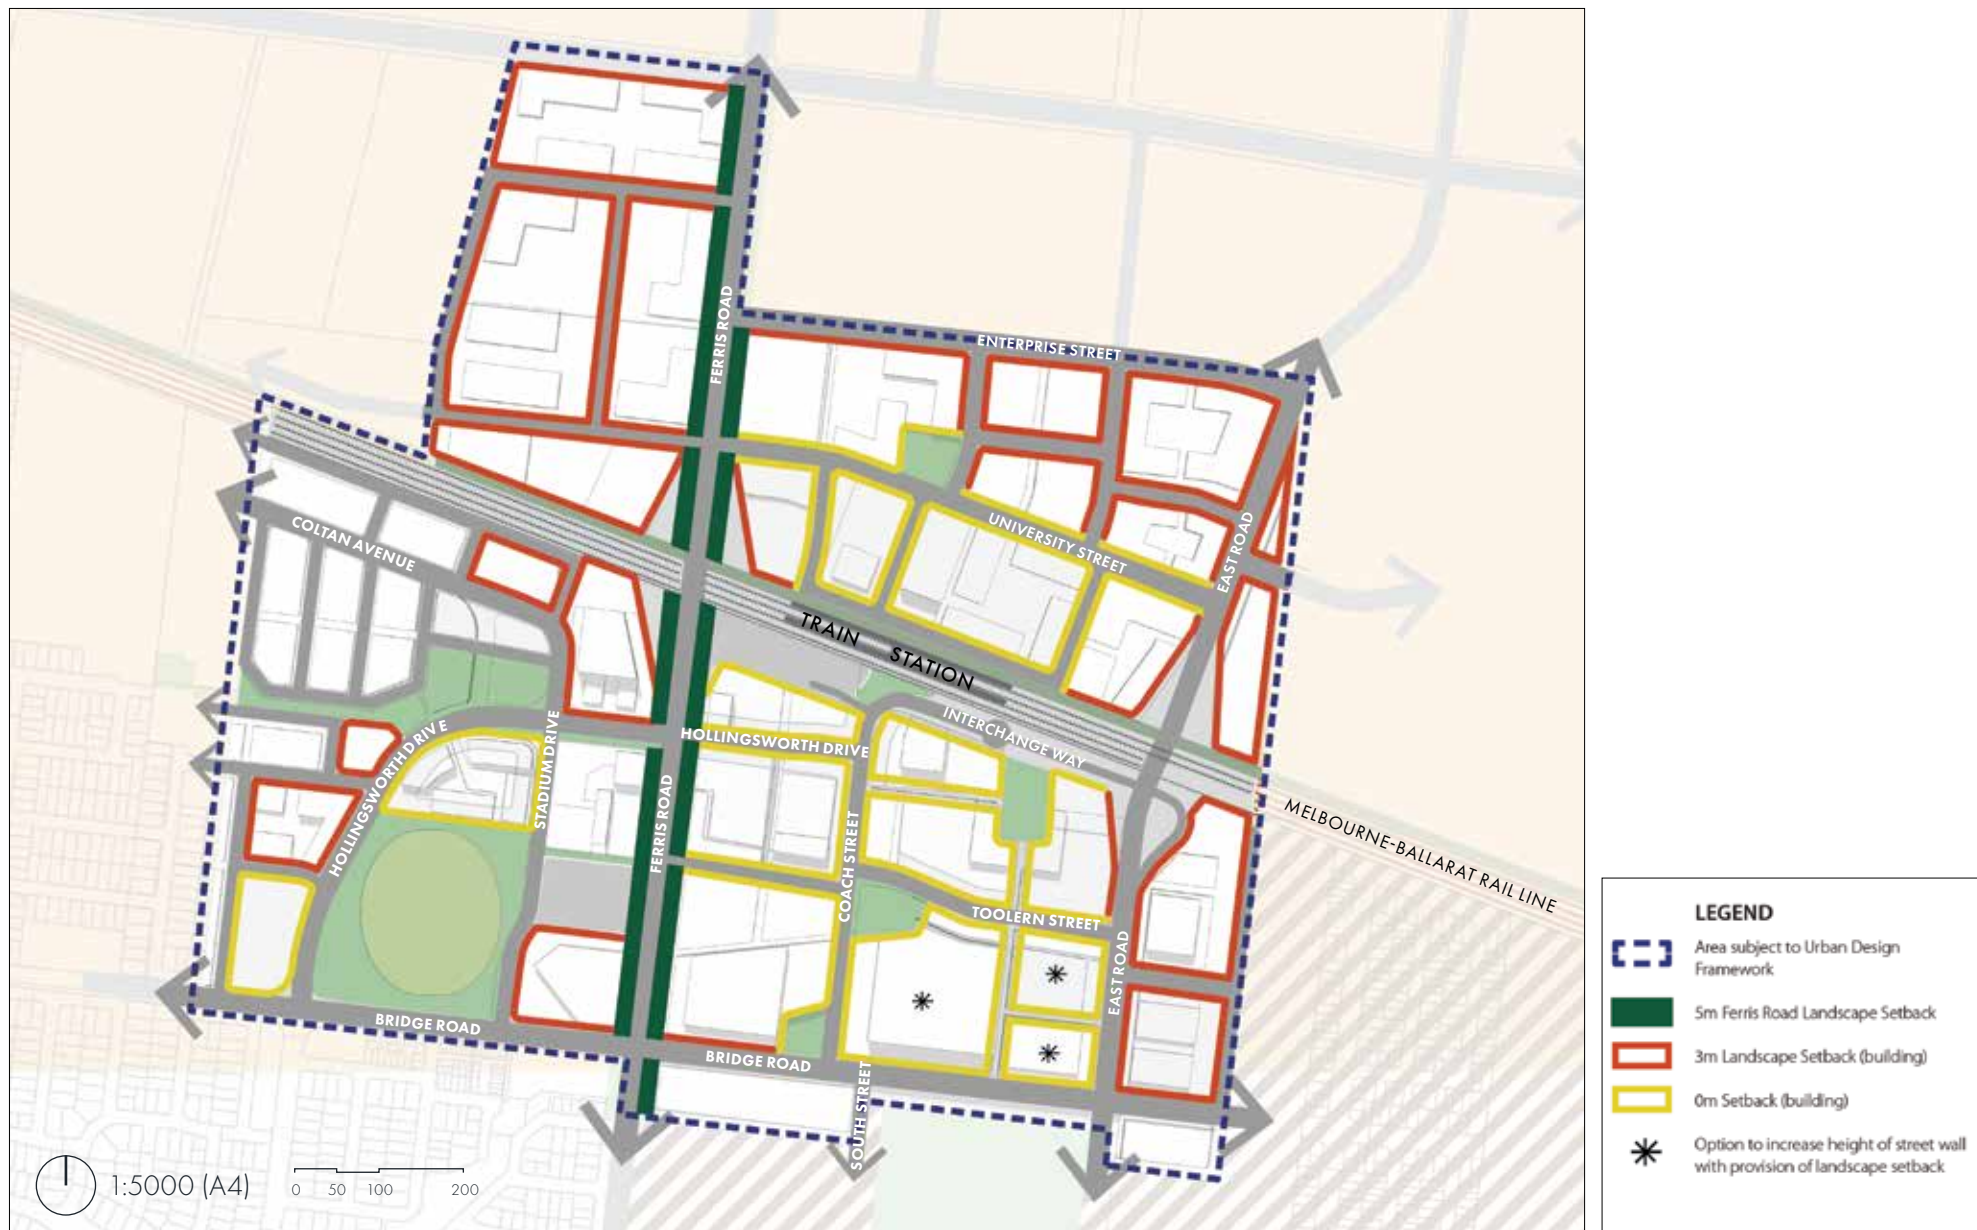 FERRIS ROAD
ENTERPRISE STREET
COLTAN AVENUE
UNIVERSITY STREET
EAST ROAD
TRAIN STATION
INTERCHANGE WAY
HOLLINGSWORTH DRIVE
STADIUM DRIVE
HOLLINGSWORTH DRIVE
FERRIS ROAD
COACH STREET
MELBOURNE-BALLARAT RAIL LINE
TOOLERN STREET
EAST ROAD
BRIDGE ROAD
BRIDGE ROAD
SOUTH STREET
1:5000 (A4)
0 50 100 200
LEGEND
Area subject to Urban Design
Framework
5m Ferris Road Landscape Setback
3m Landscape Setback (building)
0m Setback (building)
Option to increase height of street wall
with provision of landscape setback